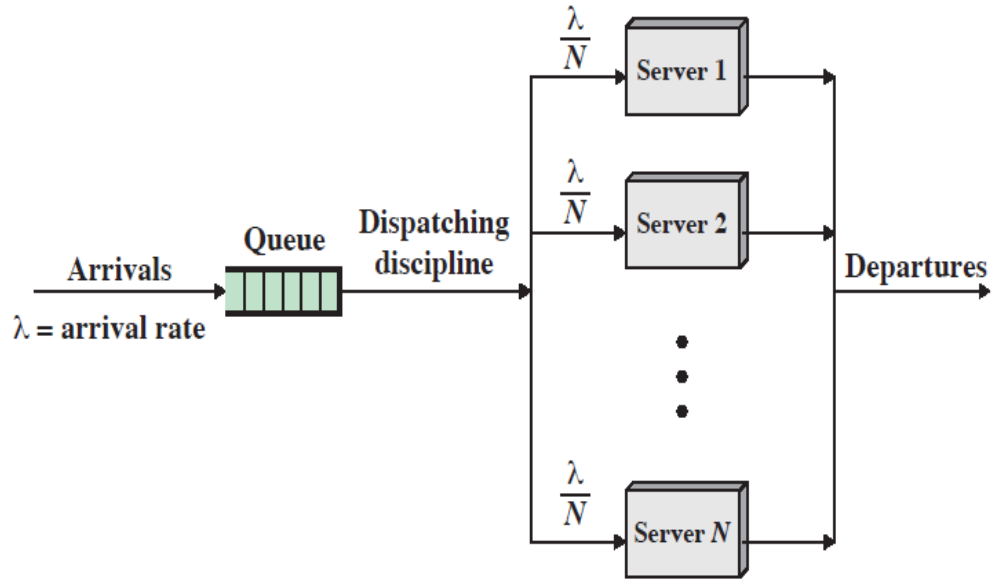 Arrivals
λ = arrival rate
Queue
Dispatching
discipline
λ
N
Server 1
λ
N
Server 2
λ
N
Server N
Departures